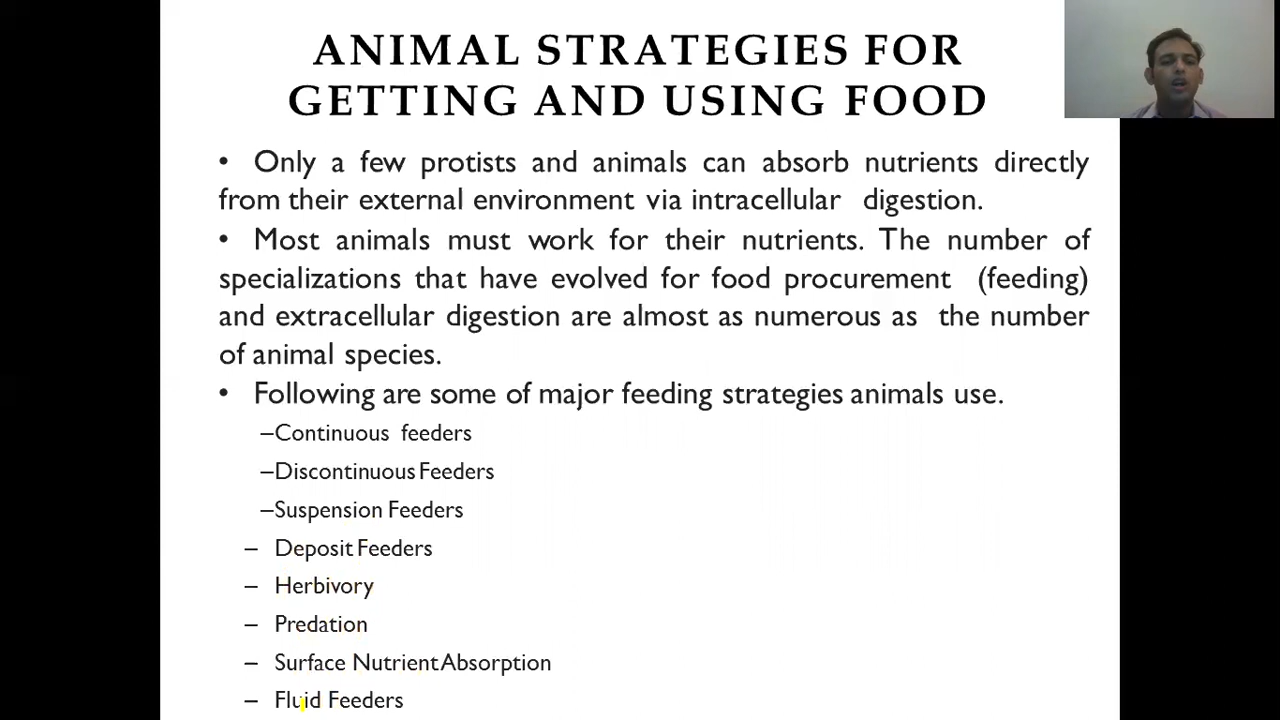 ANIMAL STRATEGIES FOR
GETTING AND USING FOOD
• Only a few protists and animals can absorb nutrients directly
from their external environment via intracellular digestion.
• Most animals must work for their nutrients. The number of
specializations that have evolved for food procurement (feeding)
and extracellular digestion are almost as numerous as the number
of animal species.
• Following are some of major feeding strategies animals use.
–Continuous feeders
–Discontinuous Feeders
–Suspension Feeders
– Deposit Feeders
– Herbivory
– Predation
– Surface Nutrient Absorption
– Fluid Feeders